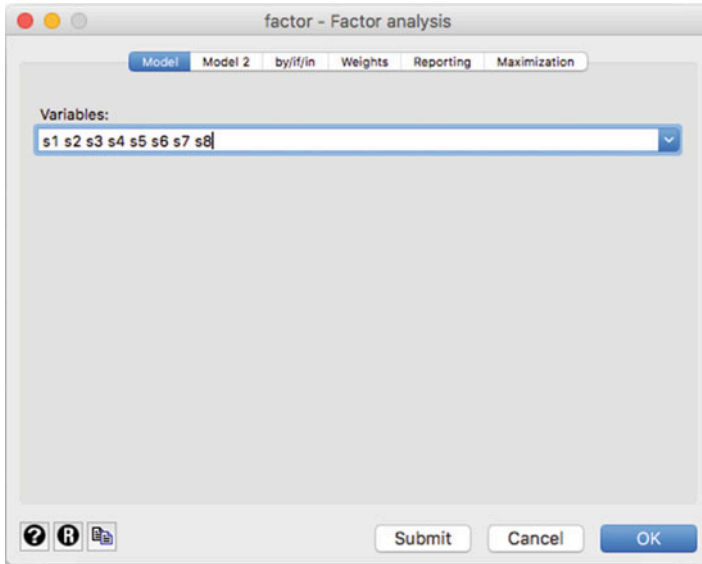 factor - Factor analysis
Model Model 2 by/if/in Weights Reporting Maximization
Variables:
s1 s2 s3 s4 s5 s6 s7 s8
? R Submit Cancel OK